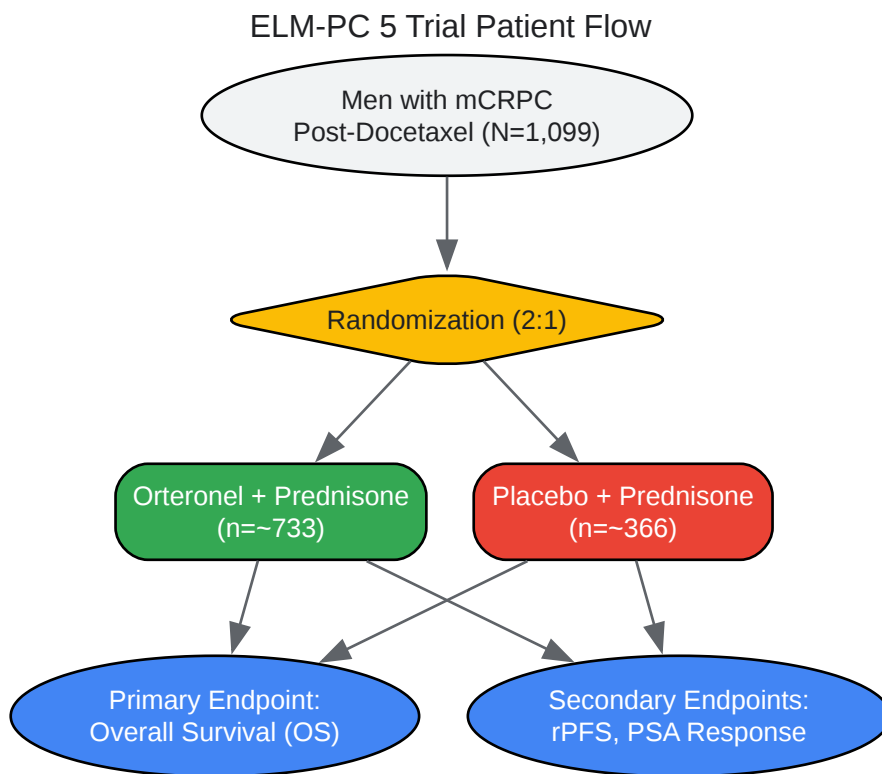 ELM-PC 5 Trial Patient Flow
Men with mCRPC
Post-Docetaxel (N=1,099)
Randomization (2:1)
Orteronel + Prednisone
(n=~733)
Placebo + Prednisone
(n=~366)
Primary Endpoint:
Overall Survival (OS)
Secondary Endpoints:
rPFS, PSA Response